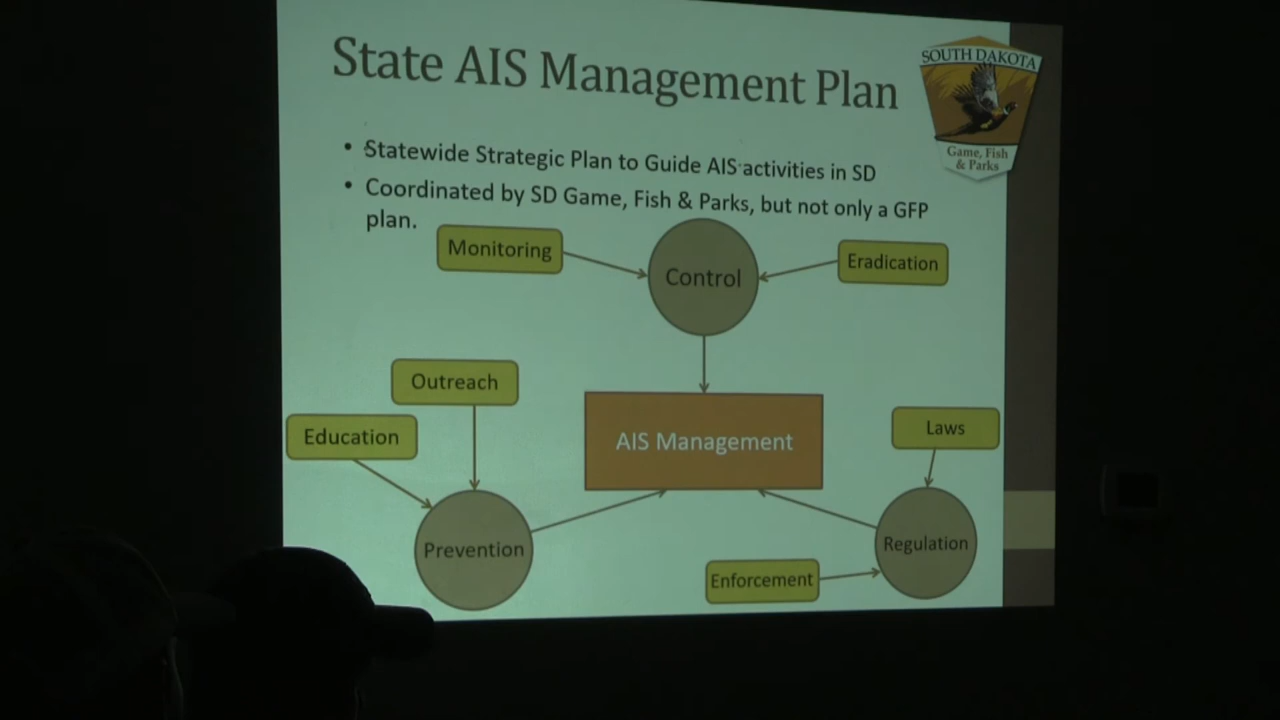 State AIS Management Plan
SOUTH DAKOTA
Game, Fish
& Parks
• Statewide Strategic Plan to Guide AIS activities in SD
• Coordinated by SD Game, Fish & Parks, but not only a GFP
plan.
Monitoring
Control
Eradication
Outreach
Education
AIS Management
Laws
Prevention
Regulation
Enforcement